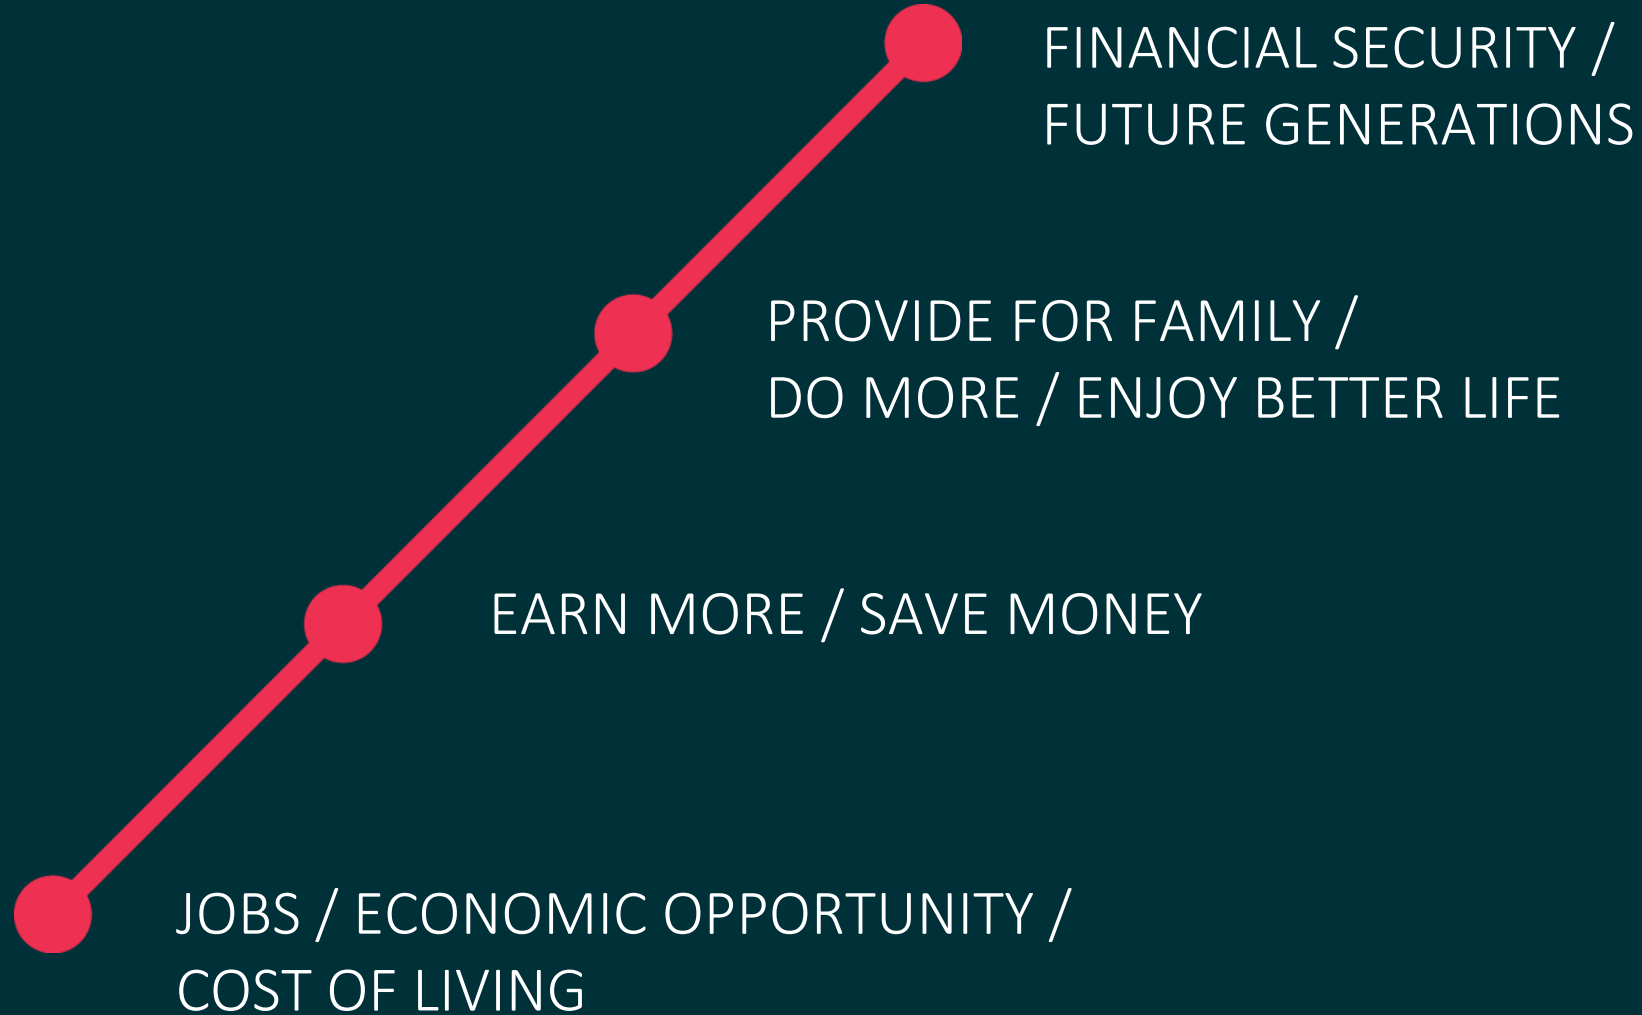 FINANCIAL SECURITY /
FUTURE GENERATIONS
PROVIDE FOR FAMILY /
DO MORE / ENJOY BETTER LIFE
EARN MORE / SAVE MONEY
JOBS / ECONOMIC OPPORTUNITY /
COST OF LIVING